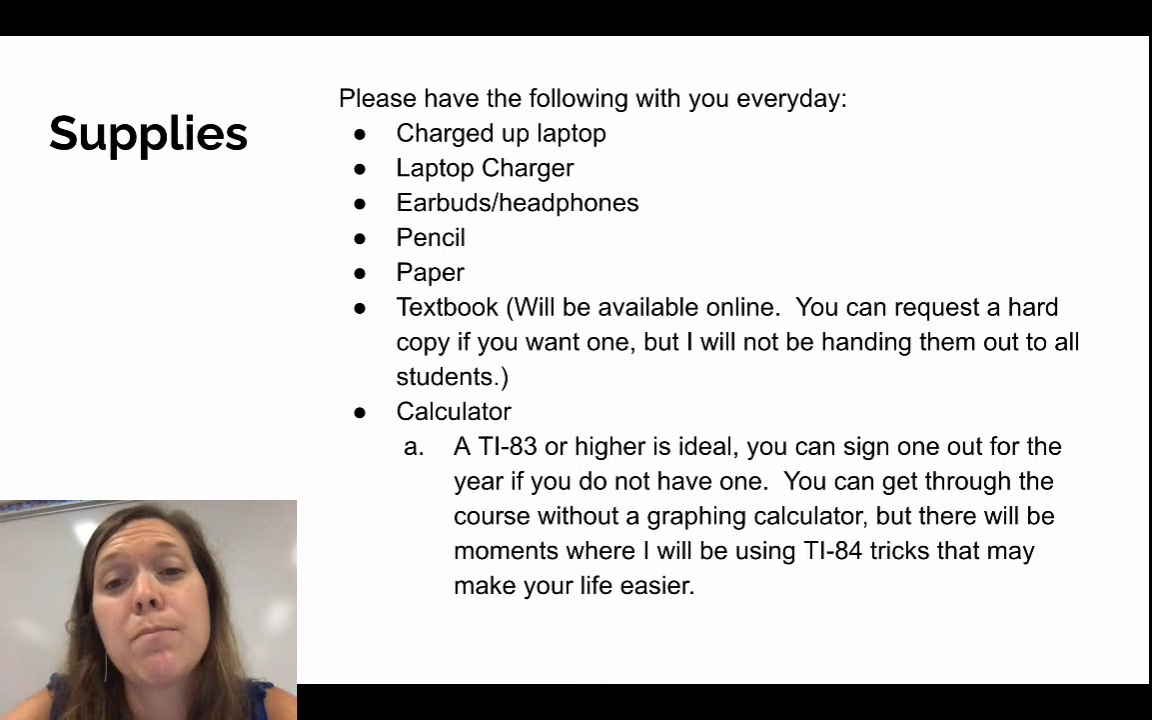 Supplies
Please have the following with you everyday:
● Charged up laptop
● Laptop Charger
● Earbuds/headphones
● Pencil
● Paper
● Textbook (Will be available online.  You can request a hard
copy if you want one, but I will not be handing them out to all
students.)
● Calculator
a. A TI-83 or higher is ideal, you can sign one out for the
year if you do not have one.  You can get through the
course without a graphing calculator, but there will be
moments where I will be using TI-84 tricks that may
make your life easier.